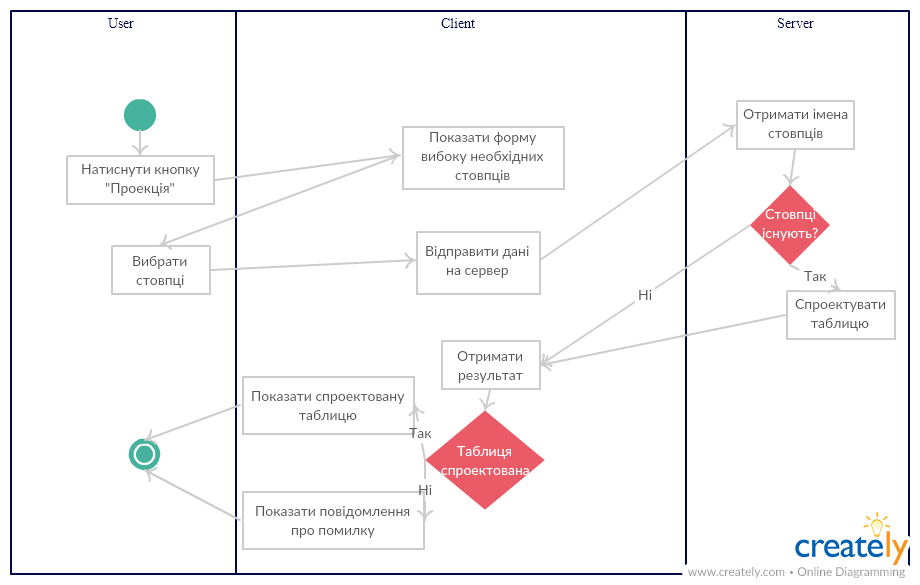 User
Client
Server
Натиснути кнопку
"Проекція"
Показати форму
вибоку необхідних
стовпців
Отримати імена
стовпців
Стовпці
існують?
Вибрати
стовпці
Відправити дані
на сервер
Так
Ні
Спроектувати
таблицю
Отримати
результат
Показати спроектовану
таблицю
Так
Таблиця
спроектована
Ні
Показати повідомлення
про помилку
creately
www.creately.com • Online Diagramming